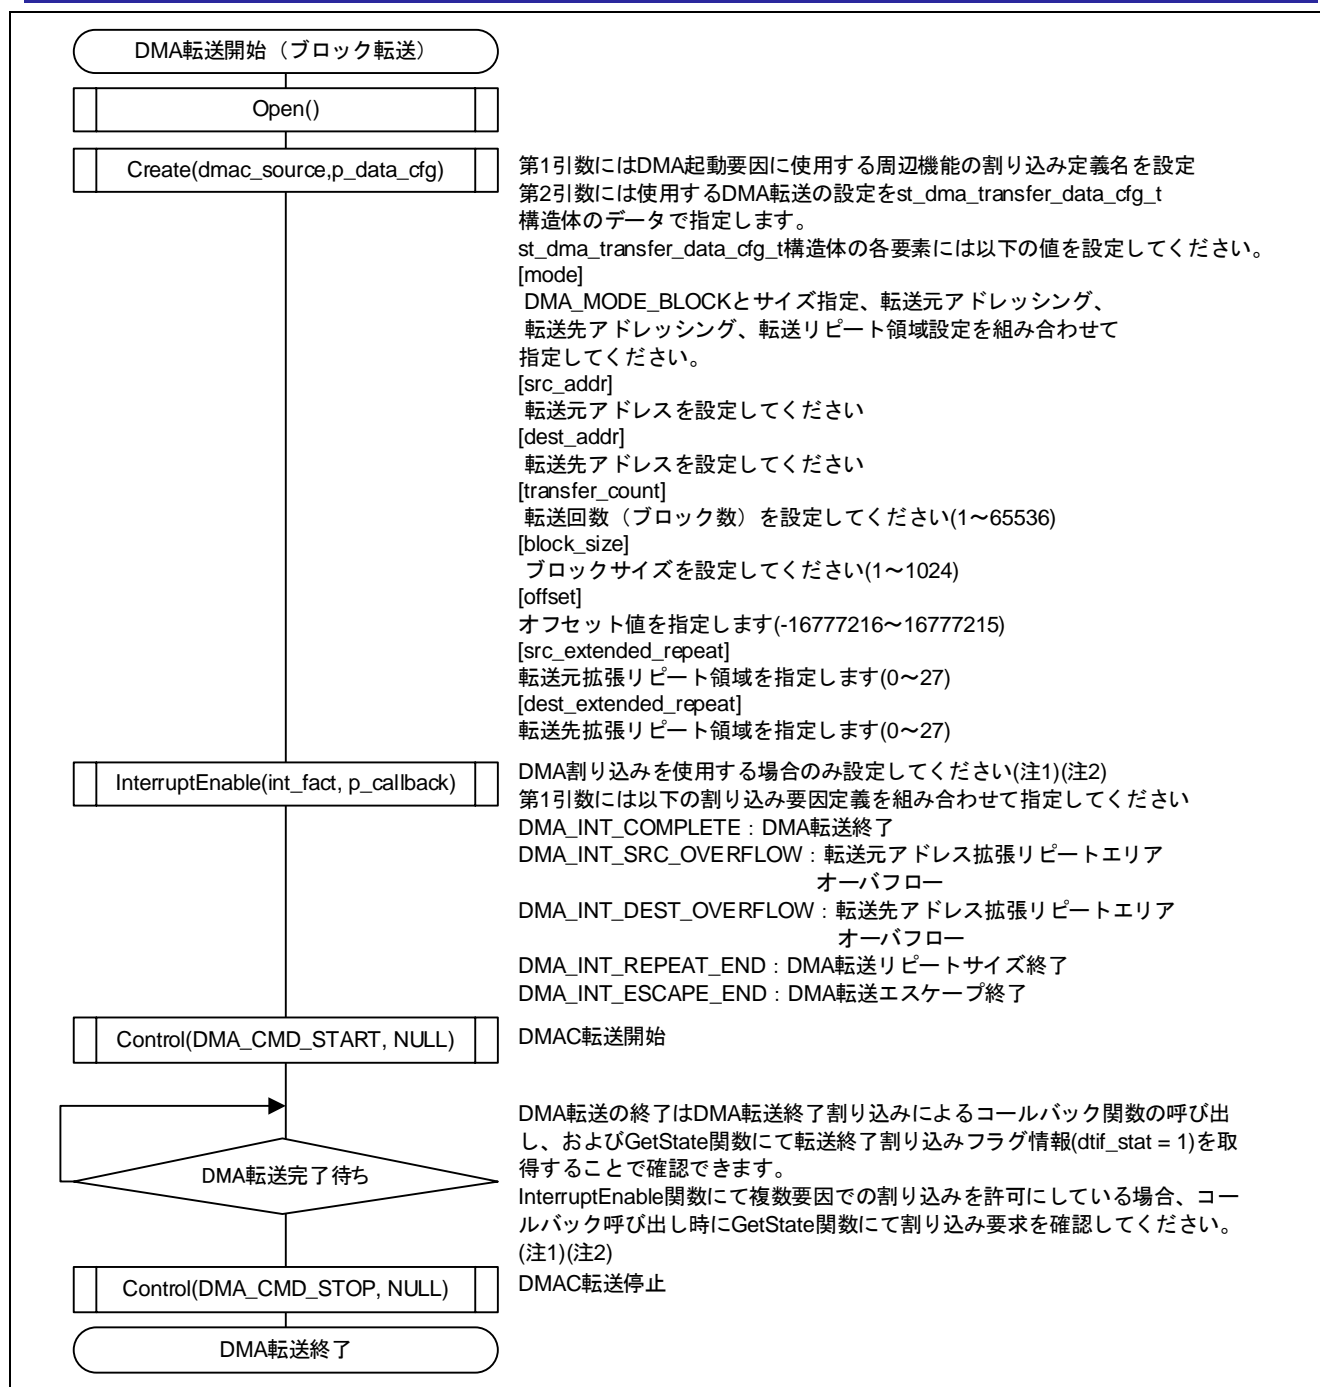 DMA転送開始（ブロック転送）
Open()
Create(dmac_source,p_data_cfg)
第1引数にはDMA起動要因に使用する周辺機能の割り込み定義名を設定
第2引数には使用するDMA転送の設定をst_dma_transfer_data_cfg_t
構造体のデータで指定します。
st_dma_transfer_data_cfg_t構造体の各要素には以下の値を設定してください。
[mode]
DMA_MODE_BLOCKとサイズ指定、転送元アドレッシング、
転送先アドレッシング、転送リピート領域設定を組み合わせて
指定してください。
[src_addr]
転送元アドレスを設定してください
[dest_addr]
転送先アドレスを設定してください
[transfer_count]
転送回数（ブロック数）を設定してください(1～65536)
[block_size]
ブロックサイズを設定してください(1～1024)
[offset]
オフセット値を指定します(-16777216～16777215)
[src_extended_repeat]
転送元拡張リピート領域を指定します(0～27)
[dest_extended_repeat]
転送先拡張リピート領域を指定します(0～27)
InterruptEnable(int_fact, p_callback)
DMA割り込みを使用する場合のみ設定してください(注1)(注2)
第1引数には以下の割り込み要因定義を組み合わせて指定してください
DMA_INT_COMPLETE：DMA転送終了
DMA_INT_SRC_OVERFLOW：転送元アドレス拡張リピートエリア
オーバフロー
DMA_INT_DEST_OVERFLOW：転送先アドレス拡張リピートエリア
オーバフロー
DMA_INT_REPEAT_END：DMA転送リピートサイズ終了
DMA_INT_ESCAPE_END：DMA転送エスケープ終了
Control(DMA_CMD_START, NULL)
DMAC転送開始
DMA転送完了待ち
DMA転送の終了はDMA転送終了割り込みによるコールバック関数の呼び出
し、およびGetState関数にて転送終了割り込みフラグ情報(dtif_stat = 1)を取
得することで確認できます。
InterruptEnable関数にて複数要因での割り込みを許可にしている場合、コー
ルバック呼び出し時にGetState関数にて割り込み要求を確認してください。
(注1)(注2)
Control(DMA_CMD_STOP, NULL)
DMAC転送停止
DMA転送終了